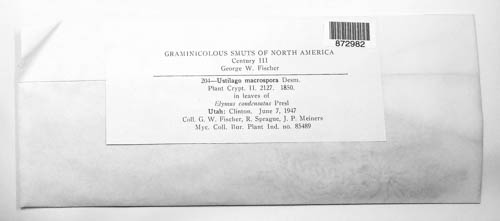 872982
GRAMINICOLOUS SMUTS OF NORTH AMERICA
Century III
George W. Fischer
204—Ustilago macrospora Desm.
Plant Crypt. II. 2127. 1850.
in leaves of
Elymus condensatus Presl
Utah: Clinton. June 7, 1947
Coll. G. W. Fischer, R. Sprague, J. P. Meiners
Myc. Coll. Bur. Plant Ind. no. 85489